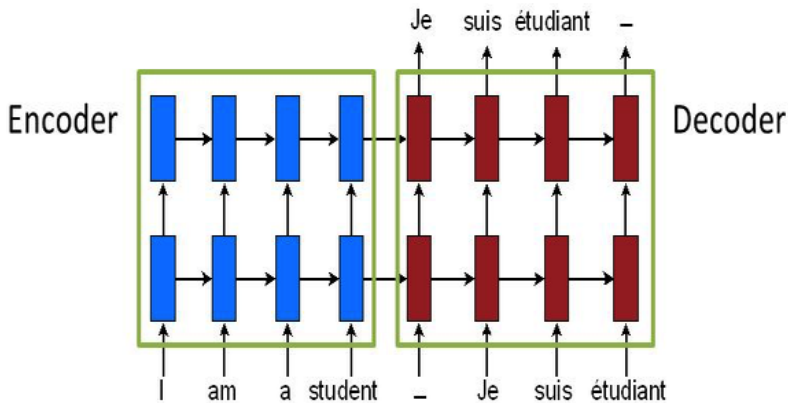 Je suis étudiant –
Encoder
Decoder
I am a student – Je suis étudiant